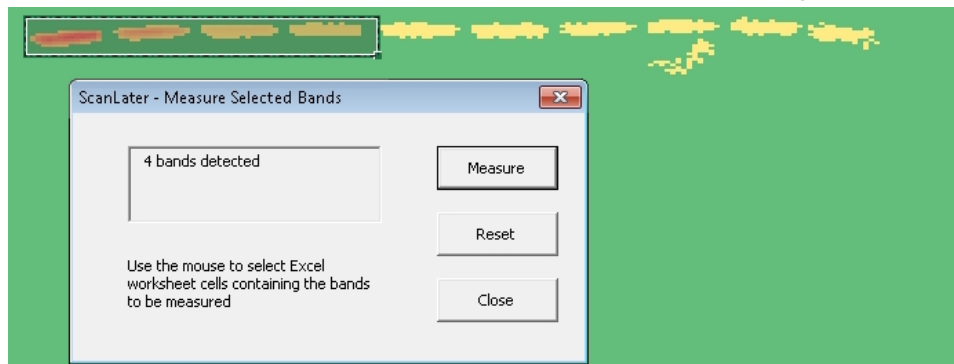 ScanLater - Measure Selected Bands
4 bands detected
Measure
Reset
Use the mouse to select Excel
worksheet cells containing the bands
to be measured
Close